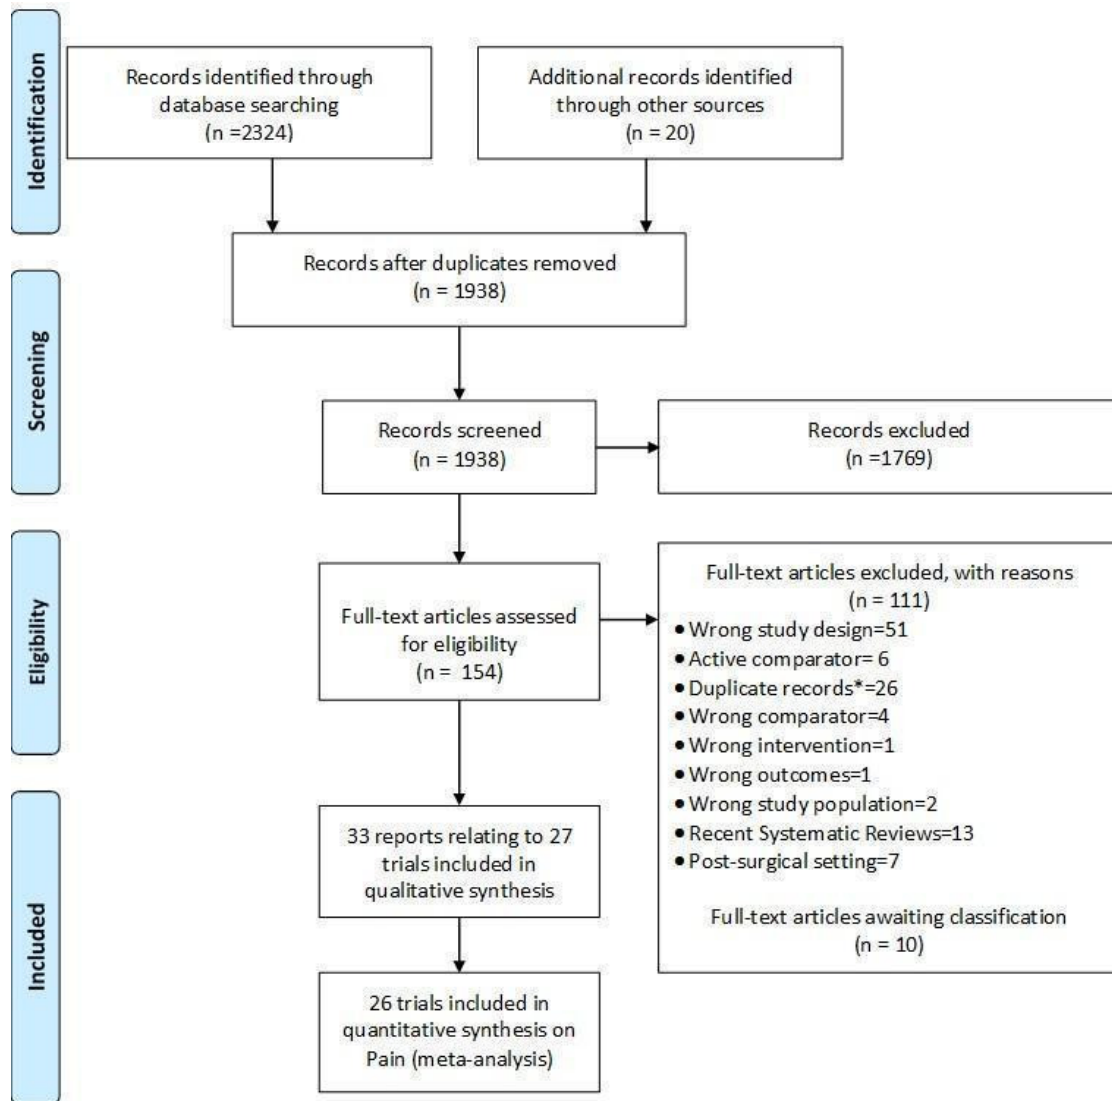 Identification
Records identified through
database searching
(n =2324)
Additional records identified
through other sources
(n = 20)
Records after duplicates removed
(n = 1938)
Screening
Records screened
(n = 1938)
Records excluded
(n =1769)
Eligibility
Full-text articles assessed
for eligibility
(n = 154)
Full-text articles excluded, with reasons
(n = 111)
• Wrong study design=51
• Active comparator= 6
• Duplicate records*=26
• Wrong comparator=4
• Wrong intervention=1
• Wrong outcomes=1
• Wrong study population=2
• Recent Systematic Reviews=13
• Post-surgical setting=7
Full-text articles awaiting classification
(n = 10)
Included
33 reports relating to 27
trials included in
qualitative synthesis
26 trials included in
quantitative synthesis on
Pain (meta-analysis)